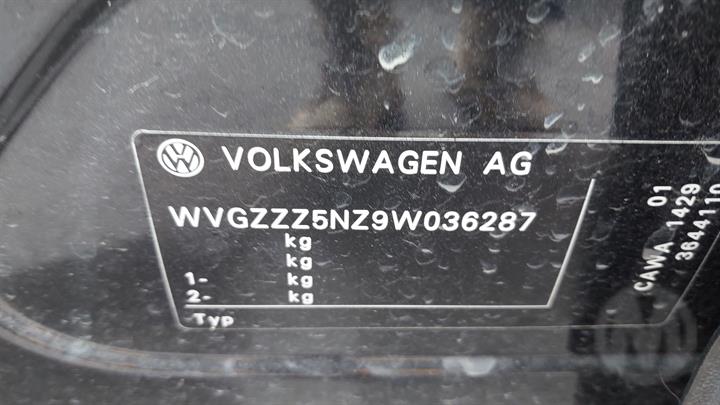 VOLKSWAGEN AG
WVGZZZ5NZ9W036287
kg
kg
1- kg
2- kg
Typ
01
CAWA 1429
3644110